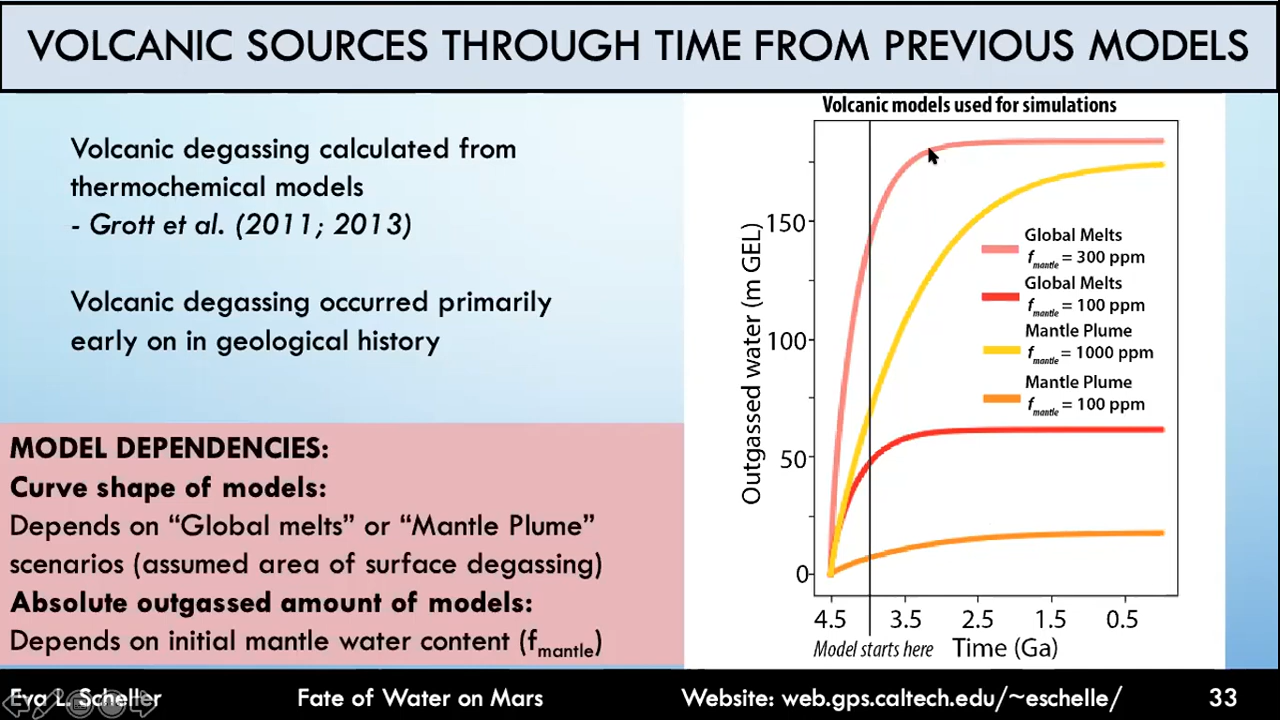 VOLCANIC SOURCES THROUGH TIME FROM PREVIOUS MODELS
Volcanic degassing calculated from
thermochemical models
- Grott et al. (2011; 2013)
Volcanic degassing occurred primarily
early on in geological history
MODEL DEPENDENCIES:
Curve shape of models:
Depends on “Global melts” or “Mantle Plume”
scenarios (assumed area of surface degassing)
Absolute outgassed amount of models:
Depends on initial mantle water content (fmantle)
Volcanic models used for simulations
Outgassed water (m GEL)
150
100
50
0
Global Melts
fmantle = 300 ppm
Global Melts
fmantle = 100 ppm
Mantle Plume
fmantle = 1000 ppm
Mantle Plume
fmantle = 100 ppm
4.5 3.5 2.5 1.5 0.5
Model starts here Time (Ga)
Eva L. Scheller Fate of Water on Mars Website: web.gps.caltech.edu/~eschelle/ 33